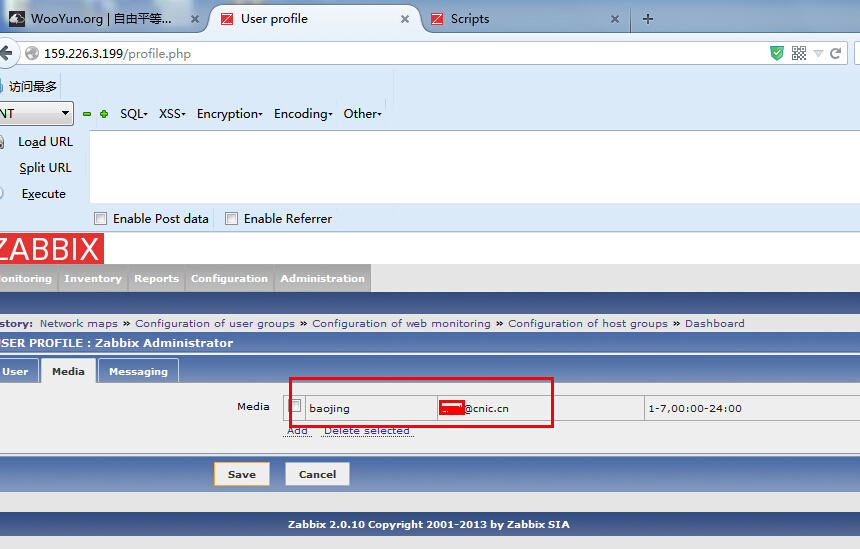 WooYun.org | 自由平等...
User profile
Scripts
159.226.3.199/profile.php
访问最多
NT
SQL
XSS
Encryption
Encoding
Other
Load URL
Split URL
Execute
Enable Post data
Enable Referrer
ZABBIX
onitoring
Inventory
Reports
Configuration
Administration
story: Network maps » Configuration of user groups » Configuration of web monitoring » Configuration of host groups » Dashboard
SER PROFILE : Zabbix Administrator
User
Media
Messaging
Media
baojing
@cnic.cn
1-7,00:00-24:00
Add
Delete selected
Save
Cancel
Zabbix 2.0.10 Copyright 2001-2013 by Zabbix SIA